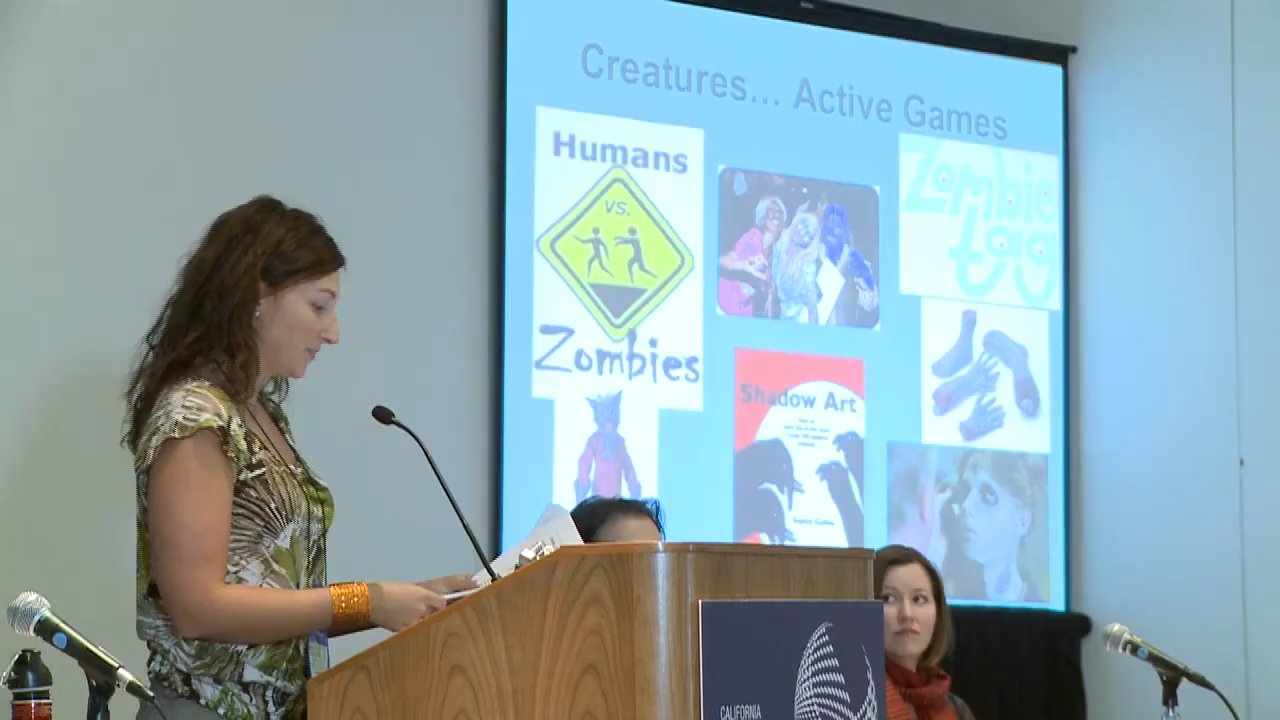 Creatures... Active Games
Humans
vs.
Zombies
Zombie
tag
Shadow Art
CALIFORNIA